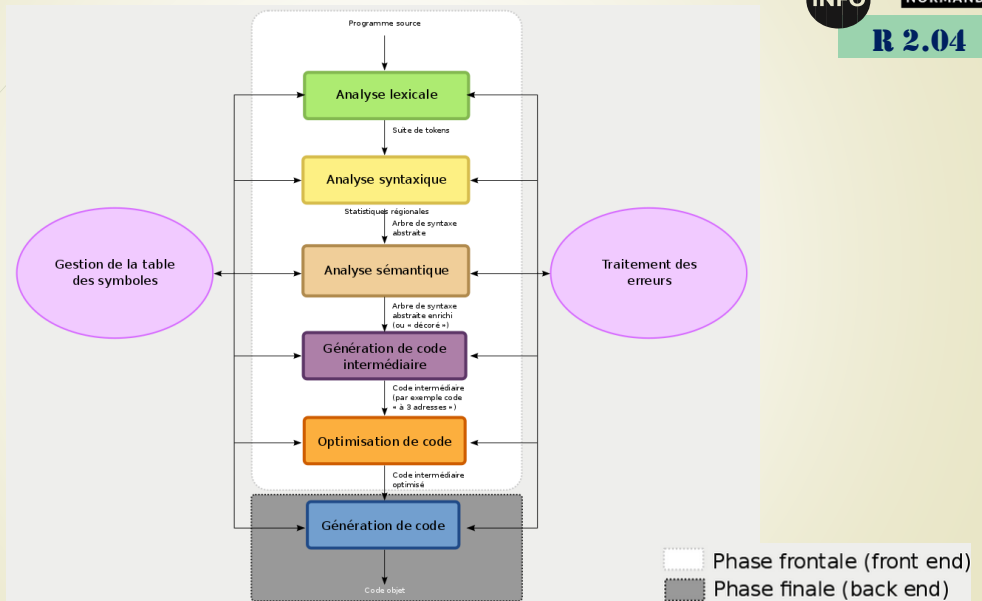 INFO
R 2.04
Programme source
Analyse lexicale
Suite de tokens
Analyse syntaxique
Statistiques régionales
Arbre de syntaxe
abstraite
Gestion de la table
des symboles
Analyse sémantique
Traitement des
erreurs
Arbre de syntaxe
abstraite enrichi
(ou « décoré »)
Génération de code
intermédiaire
Code intermédiaire
(par exemple code
« à 3 adresses »)
Optimisation de code
Code intermédiaire
optimisé
Génération de code
Code objet
Phase frontale (front end)
Phase finale (back end)